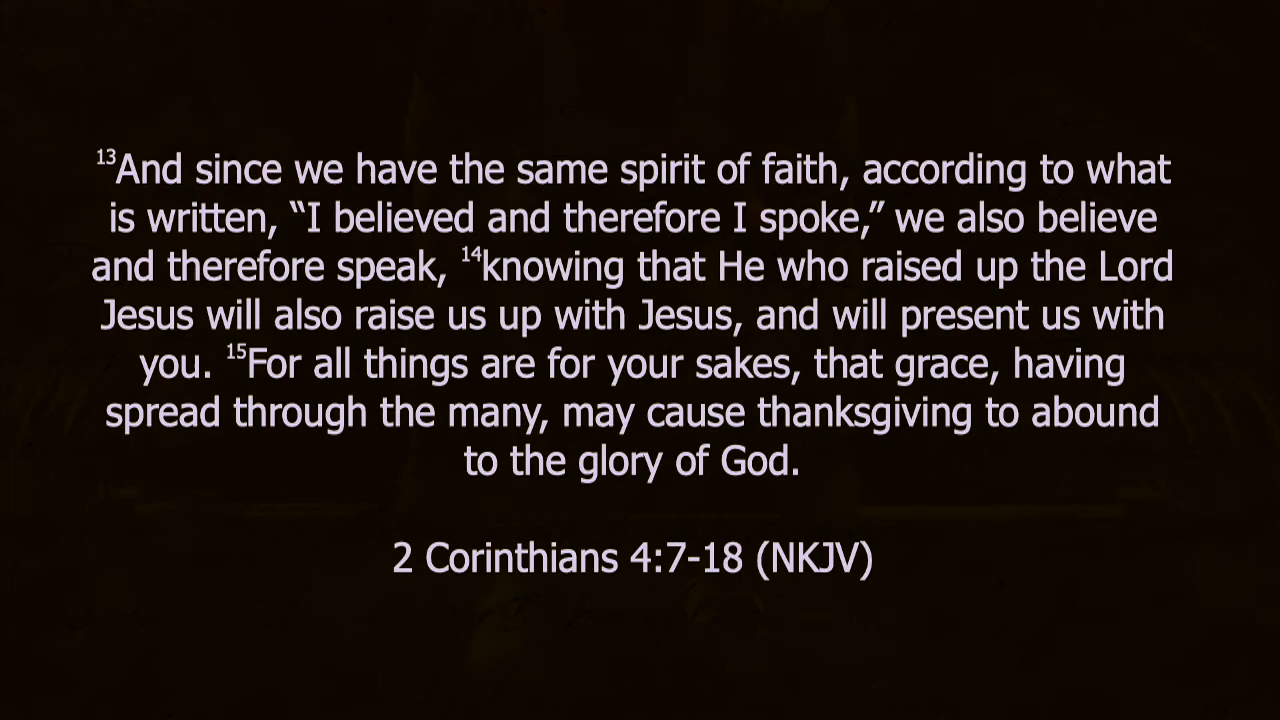 ¹³And since we have the same spirit of faith, according to what
is written, “I believed and therefore I spoke,” we also believe
and therefore speak, ¹⁴knowing that He who raised up the Lord
Jesus will also raise us up with Jesus, and will present us with
you. ¹⁵For all things are for your sakes, that grace, having
spread through the many, may cause thanksgiving to abound
to the glory of God.
2 Corinthians 4:7-18 (NKJV)